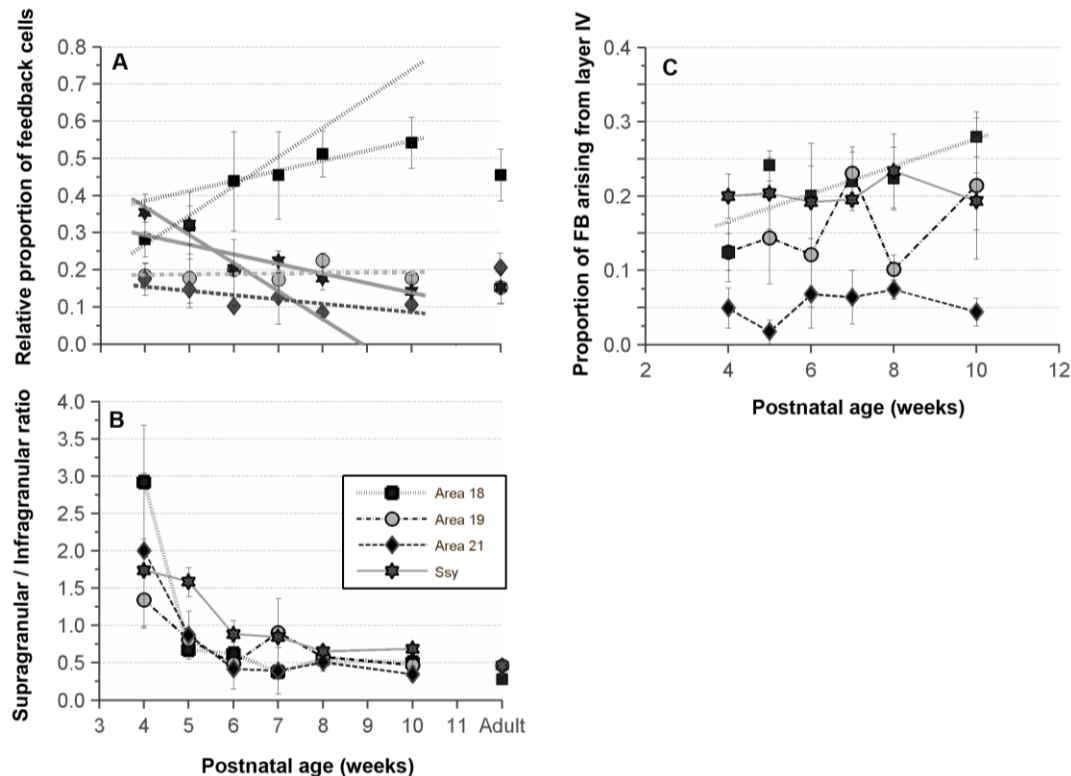 A
Relative proportion of feedback cells
0.8
0.7
0.6
0.5
0.4
0.3
0.2
0.1
0.0
B
Supragranular / Infragranular ratio
4.0
3.5
3.0
2.5
2.0
1.5
1.0
0.5
0.0
3 4 5 6 7 8 9 10 11 Adult
Postnatal age (weeks)
Area 18
Area 19
Area 21
Ssy
C
Proportion of FB arising from layer IV
0.4
0.3
0.2
0.1
0.0
2 4 6 8 10 12
Postnatal age (weeks)